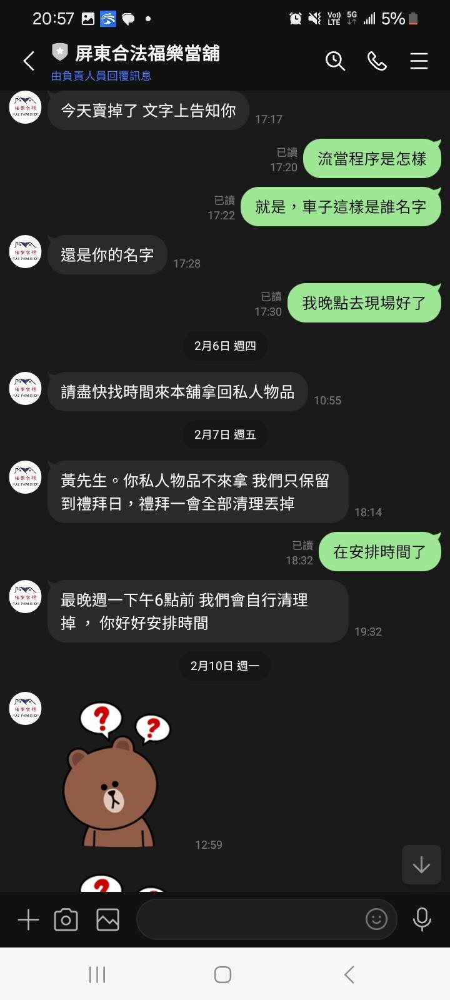 20:57
Vo))
LTE
5G
5%
屏東合法福樂當舖
由負責人員回覆訊息
今天賣掉了 文字上告知你
17:17
已讀
17:20
流當程序是怎樣
已讀
17:22
就是，車子這樣是誰名字
還是你的名字
17:28
已讀
17:30
我晚點去現場好了
2月6日 週四
請盡快找時間來本舖拿回私人物品
10:55
2月7日 週五
黃先生。你私人物品不來拿 我們只保留
到禮拜日，禮拜一會全部清理丟掉
18:14
已讀
18:32
在安排時間了
最晚週一下午6點前 我們會自行清理
掉 ， 你好好安排時間
19:32
2月10日 週一
? ?
12:59
?